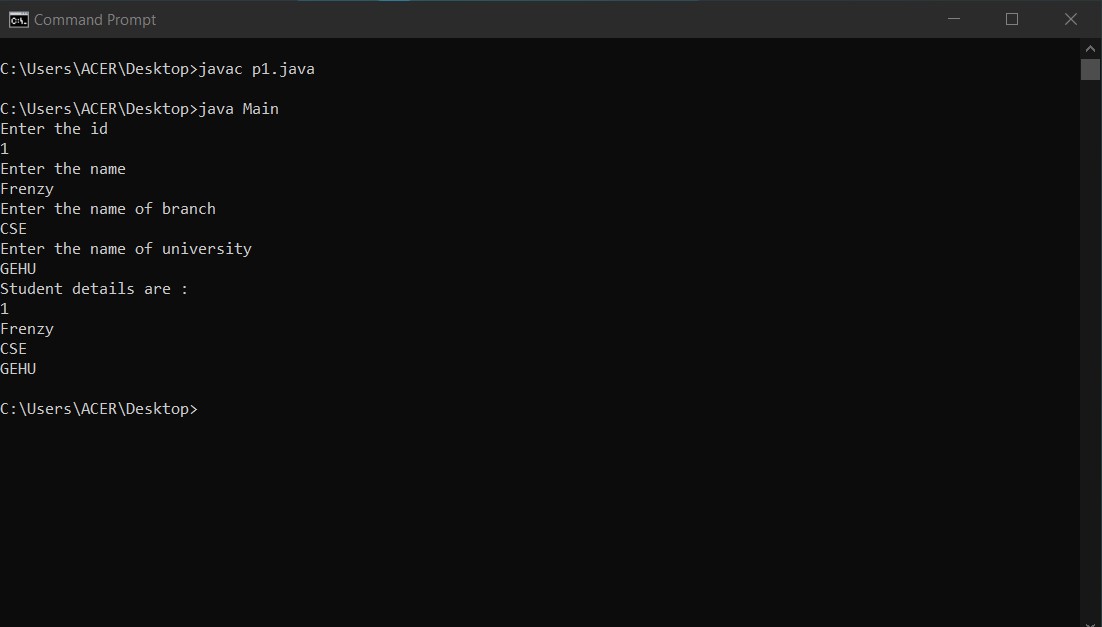 Command Prompt
C:\Users\ACER\Desktop>javac p1.java
C:\Users\ACER\Desktop>java Main
Enter the id
1
Enter the name
Frenzy
Enter the name of branch
CSE
Enter the name of university
GEHU
Student details are :
1
Frenzy
CSE
GEHU
C:\Users\ACER\Desktop>